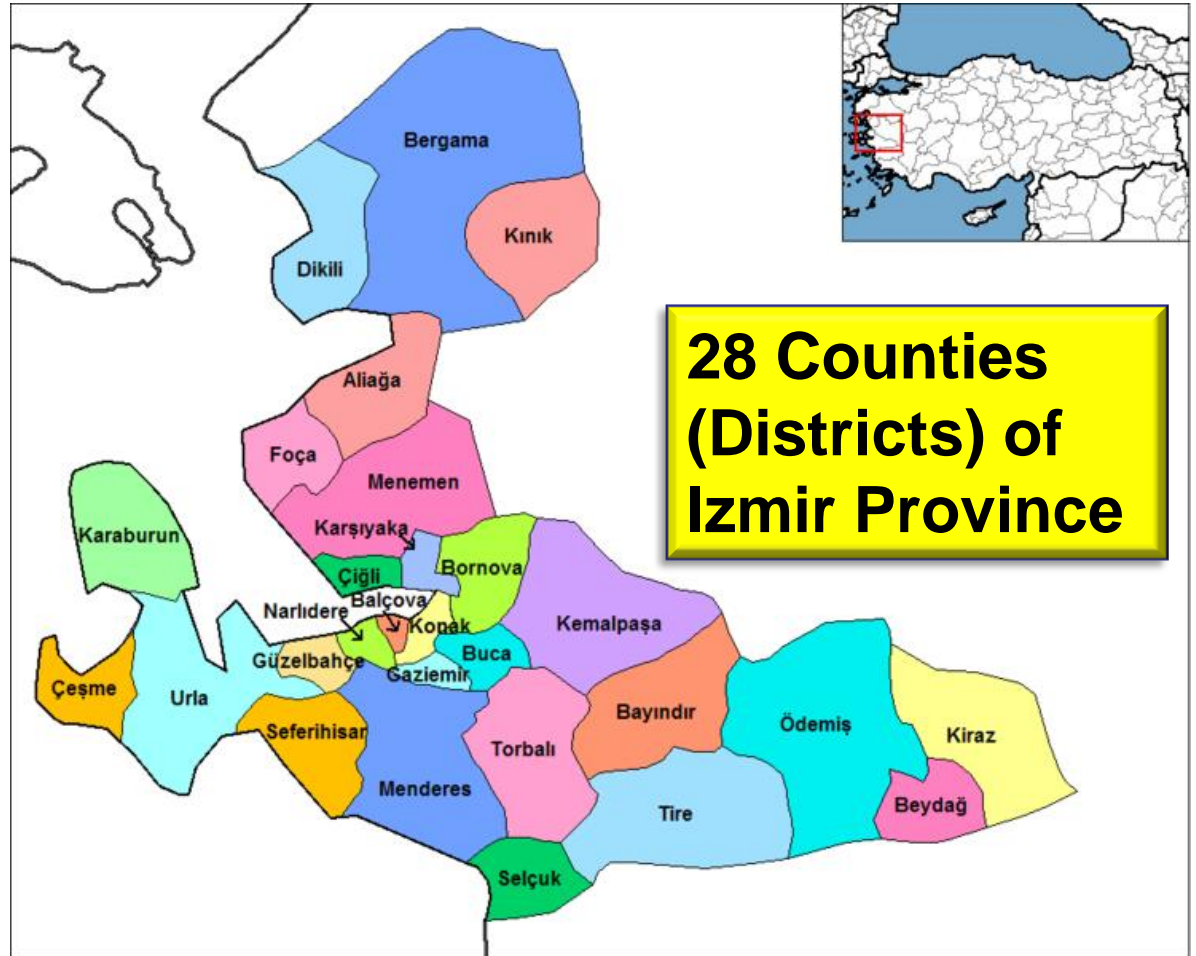 Bergama
Kınık
Dikili
28 Counties
(Districts) of
Izmir Province
Aliağa
Foça
Menemen
Karşıyaka
Karaburun
Bornova
Çiğli
Balçova
Narlıdere
Konak
Kemalpaşa
Buca
Güzelbahçe
Gaziemir
Çeşme
Urla
Seferihisar
Bayındır
Ödemiş
Kiraz
Torbalı
Menderes
Beydağ
Tire
Selçuk